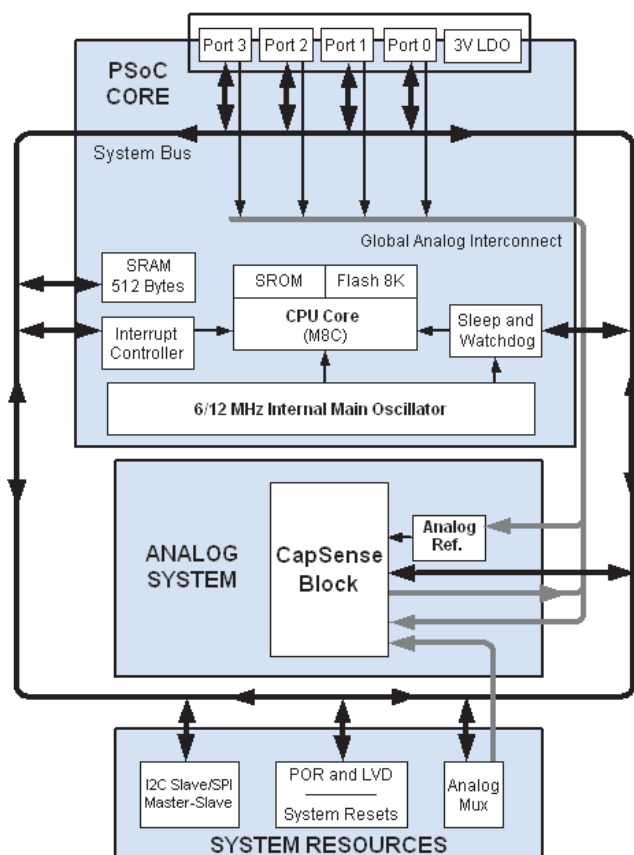 Port 3 Port 2 Port 1 Port 0 3V LDO
PSoC
CORE
System Bus
Global Analog Interconnect
SRAM
512 Bytes
SROM Flash 8K
CPU Core
(M8C)
Interrupt
Controller
Sleep and
Watchdog
6/12 MHz Internal Main Oscillator
ANALOG
SYSTEM
CapSense
Block
Analog
Ref.
I2C Slave/SPI
Master-Slave
POR and LVD
System Resets
Analog
Mux
SYSTEM RESOURCES